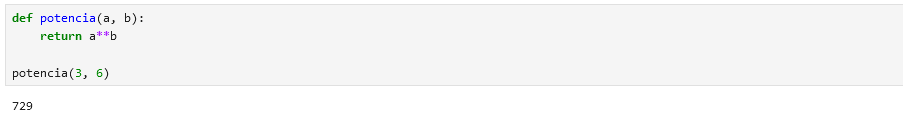 def potencia(a, b):
    return a**b
potencia(3, 6)
729